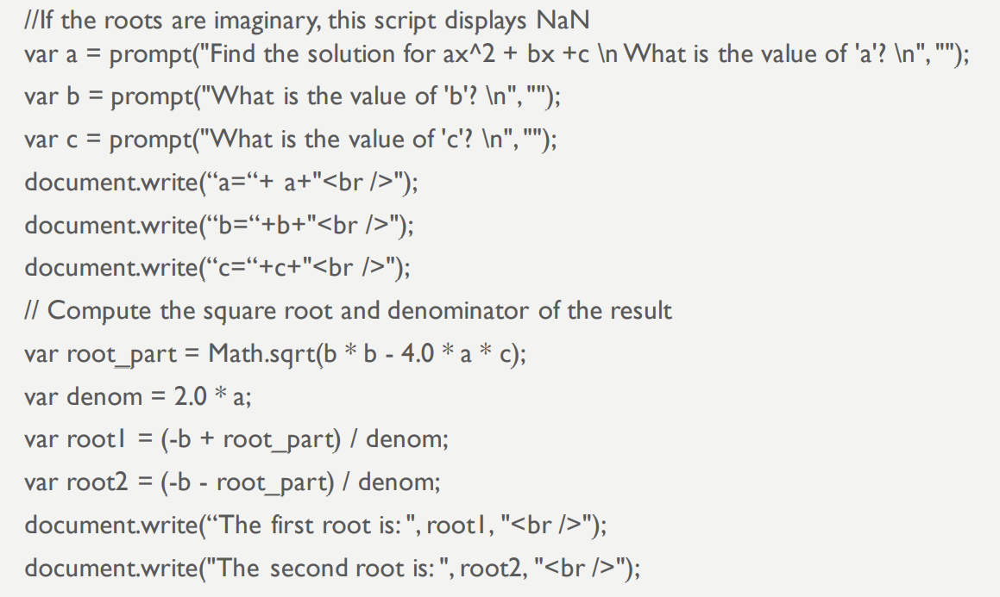 //If the roots are imaginary, this script displays NaN
var a = prompt("Find the solution for ax^2 + bx +c \n What is the value of 'a'? \n", "");
var b = prompt("What is the value of 'b'? \n", "");
var c = prompt("What is the value of 'c'? \n", "");
document.write(“a=“+ a+"<br />");
document.write(“b=“+b+"<br />");
document.write(“c=“+c+"<br />");
// Compute the square root and denominator of the result
var root_part = Math.sqrt(b * b - 4.0 * a * c);
var denom = 2.0 * a;
var root1 = (-b + root_part) / denom;
var root2 = (-b - root_part) / denom;
document.write(“The first root is: ", root1, "<br />");
document.write("The second root is: ", root2, "<br />");